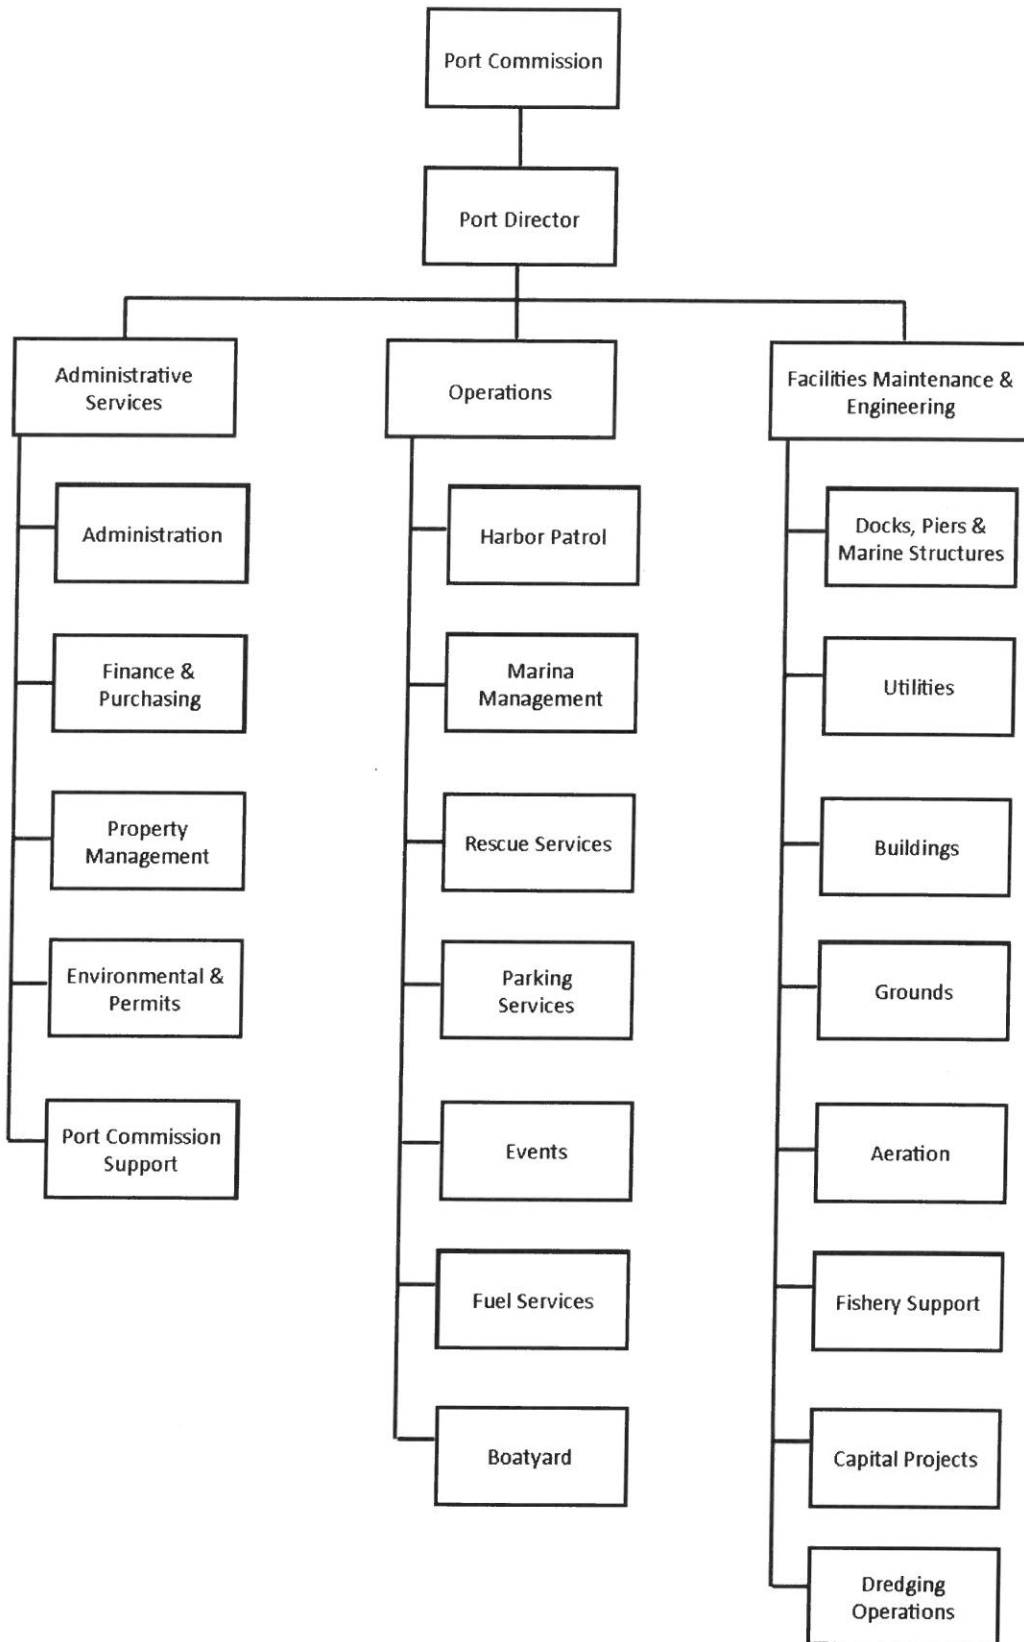 Port Commission
Port Director
Administrative
Services
Administration
Finance &
Purchasing
Property
Management
Environmental &
Permits
Port Commission
Support
Operations
Harbor Patrol
Marina
Management
Rescue Services
Parking
Services
Events
Fuel Services
Boatyard
Facilities Maintenance &
Engineering
Docks, Piers &
Marine Structures
Utilities
Buildings
Grounds
Aeration
Fishery Support
Capital Projects
Dredging
Operations